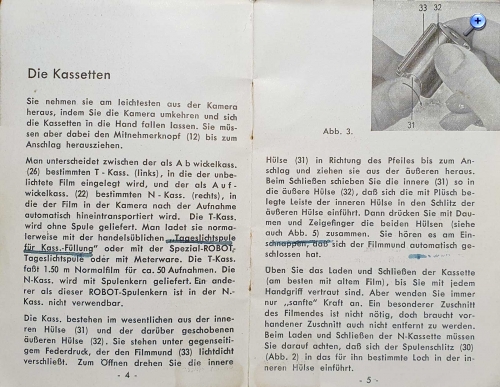 Die Kassetten
Sie nehmen sie am leichtesten aus der Kamera
heraus, indem Sie die Kamera umkehren und sich
die Kassetten in die Hand fallen lassen. Sie müs-
sen aber dabei den Mitnehmerknopf (12) bis zum
Anschlag herausziehen.
Man unterscheidet zwischen der als Abwickelkass.
(26) bestimmten T-Kass. (links), in die der unbe-
lichtete Film eingelegt wird, und der als Auf-
wickelkass. (22) bestimmten N-Kass. (rechts), in
die der Film in der Kamera nach der Aufnahme
automatisch hineintransportiert wird. Die T-Kass.
wird ohne Spule geliefert. Man ladet sie norma-
lerweise mit der handelsüblichen „Tageslichtspule
für Kass.-Füllung" oder mit der Spezial-ROBOT-
Tageslichtspule oder mit Meterware. Die T-Kass.
faßt 1.50 m Normalfilm für ca. 50 Aufnahmen. Die
N-Kass. wird mit Spulenkern geliefert. Ein ande-
rer als dieser ROBOT-Spulenkern ist in der N.-
Kass. nicht verwendbar.
Die Kass. bestehen im wesentlichen aus der inne-
ren Hülse (31) und der darüber geschobenen
äußeren Hülse (32). Sie stehen unter gegenseiti-
gem Federdruck, der den Filmmund (33) lichtdicht
verschließt. Zum Öffnen drehen Sie die innere
- 4 -
33 32
31
Abb. 3.
Hülse (31) in Richtung des Pfeiles bis zum An-
schlag und ziehen sie aus der äußeren heraus.
Beim Schließen schieben Sie die innere (31) so in
die äußere Hülse (32), daß sich die mit Plüsch be-
legte Leiste der inneren Hülse in den Schlitz der
äußeren Hülse einführt. Dann drücken Sie mit Dau-
men und Zeigefinger die beiden Hülsen (siehe
auch Abb. 5) zusammen. Sie hören es am Ein-
schnappen, daß sich der Filmmund automatisch ge-
schlossen hat.
Üben Sie das Laden und Schließen der Kassette
(am besten mit altem Film), bis Sie mit jedem
Handgriff vertraut sind. Aber wenden Sie immer
nur „sanfte" Kraft an. Ein besonderer Zuschnitt
des Filmendes ist nicht nötig, doch braucht vor-
handener Zuschnitt auch nicht entfernt zu werden.
Beim Laden und Schließen der N-Kassette müssen
Sie darauf achten, daß sich der Spulenschlitz (30)
(Abb. 2) in das für ihn bestimmte Loch in der in-
neren Hülse einführt.
- 5 -